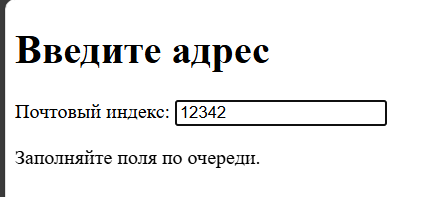 Введите адрес
Почтовый индекс: 12342
Заполняйте поля по очереди.